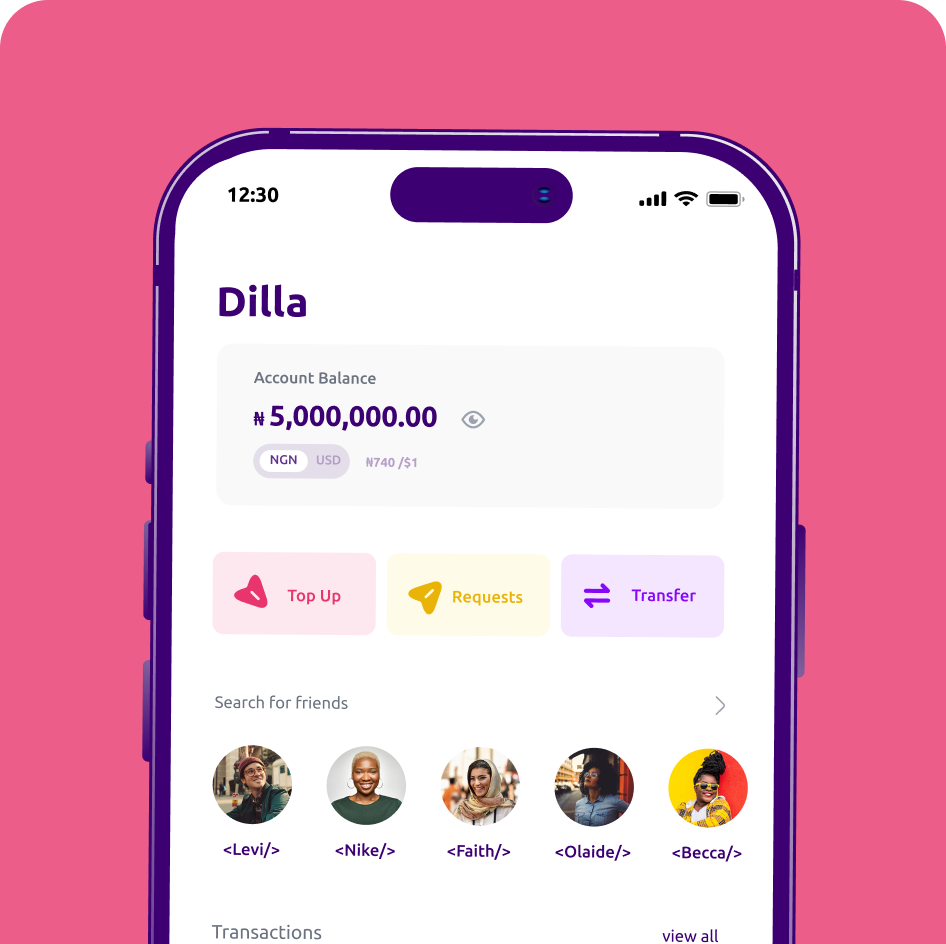 12:30
Dilla
Account Balance
₦ 5,000,000.00
NGN USD ₦740 /$1
Top Up Requests Transfer
Search for friends
<Levi/> <Nike/> <Faith/> <Olaide/> <Becca/>
Transactions view all